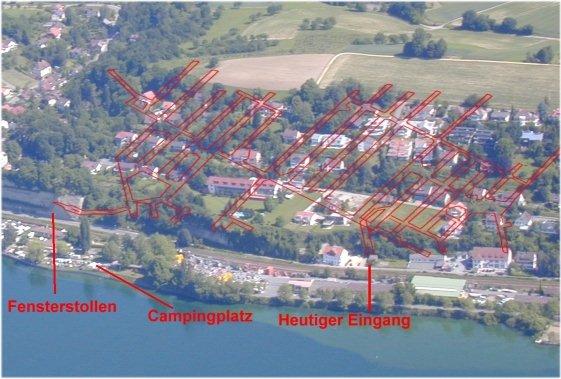 Fensterstollen
Campingplatz
Heutiger Eingang